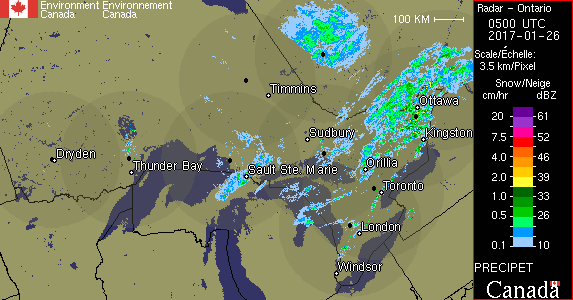 Environment Environnement
Canada Canada
100 KM
Timmins
Ottawa
Sudbury
Kingston
Dryden
Thunder Bay
Sault Ste. Marie
Orillia
Toronto
London
Windsor
Radar - Ontario
0500 UTC
2017-01-26
Scale/Échelle:
3.5 km/Pixel
Snow/Neige
cm/hr dBZ
20 61
7.5 57
5.5 52
4.0 46
2.0 39
1.0 33
0.5 26
0.1 10
PRECIPET
Canada